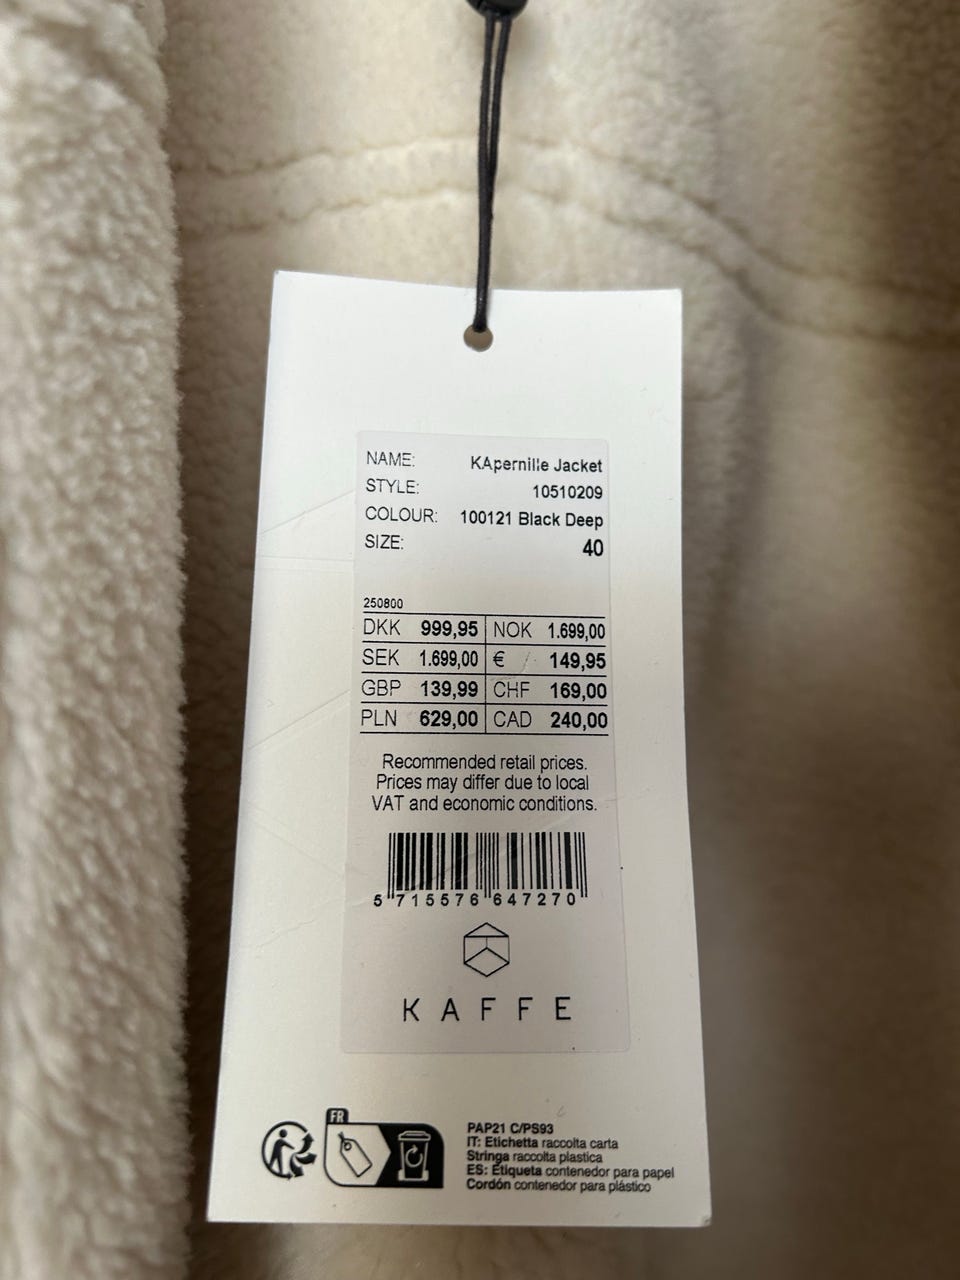 NAME: KApernille Jacket
STYLE: 10510209
COLOUR: 100121 Black Deep
SIZE: 40
250800
DKK 999,95 NOK 1.699,00
SEK 1.699,00 € 149,95
GBP 139,99 CHF 169,00
PLN 629,00 CAD 240,00
Recommended retail prices.
Prices may differ due to local
VAT and economic conditions.
5 715576 647270
KAFFE
FR
PAP21 C/PS93
IT: Etichetta raccolta carta
Stringa raccolta plastica
ES: Etiqueta contenedor para papel
Cordón contenedor para plástico